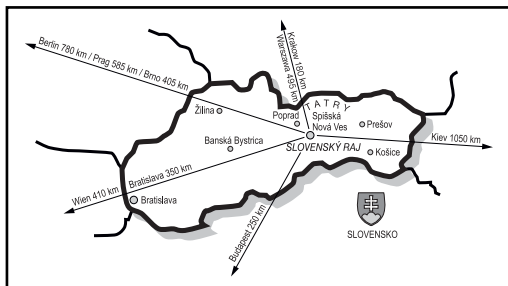 Berlin 780 km / Prag 585 km / Brno 405 km
Krakow 180 km
Warszawa 495 km
TATRY
Žilina
Poprad
Spišská
Nová Ves
Prešov
Kiev 1050 km
Banská Bystrica
SLOVENSKÝ RAJ
Košice
Wien 410 km
Bratislava 350 km
Bratislava
Budapest 250 km
SLOVENSKO